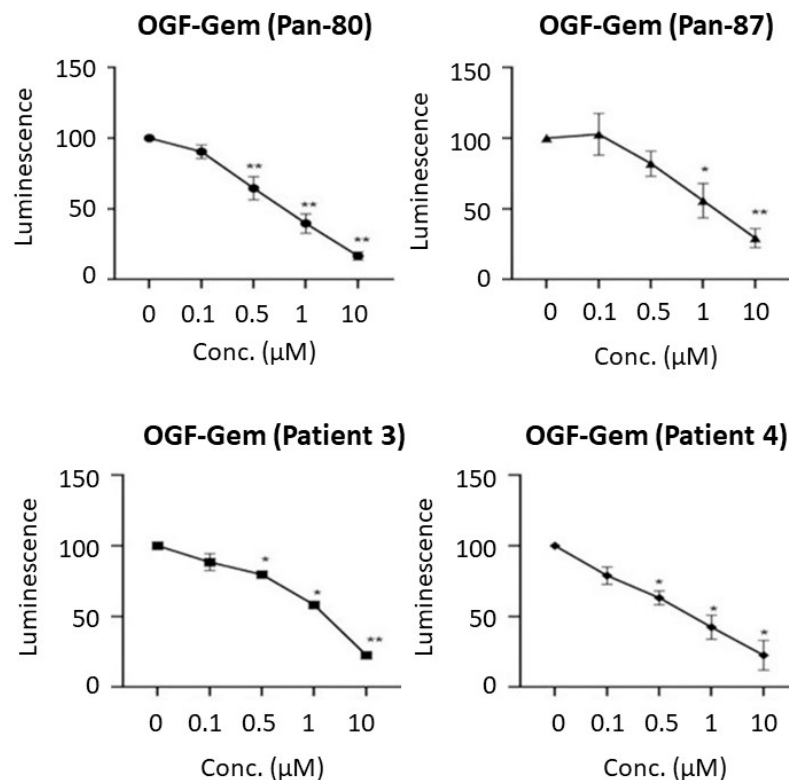 OGF-Gem (Pan-80)
150
100
50
0
Luminescence
**
**
**
0 0.1 0.5 1 10
Conc. (μM)
OGF-Gem (Pan-87)
150
100
50
0
Luminescence
*
**
0 0.1 0.5 1 10
Conc. (μM)
OGF-Gem (Patient 3)
150
100
50
0
Luminescence
*
*
**
0 0.1 0.5 1 10
Conc. (μM)
OGF-Gem (Patient 4)
150
100
50
0
Luminescence
*
*
*
0 0.1 0.5 1 10
Conc. (μM)